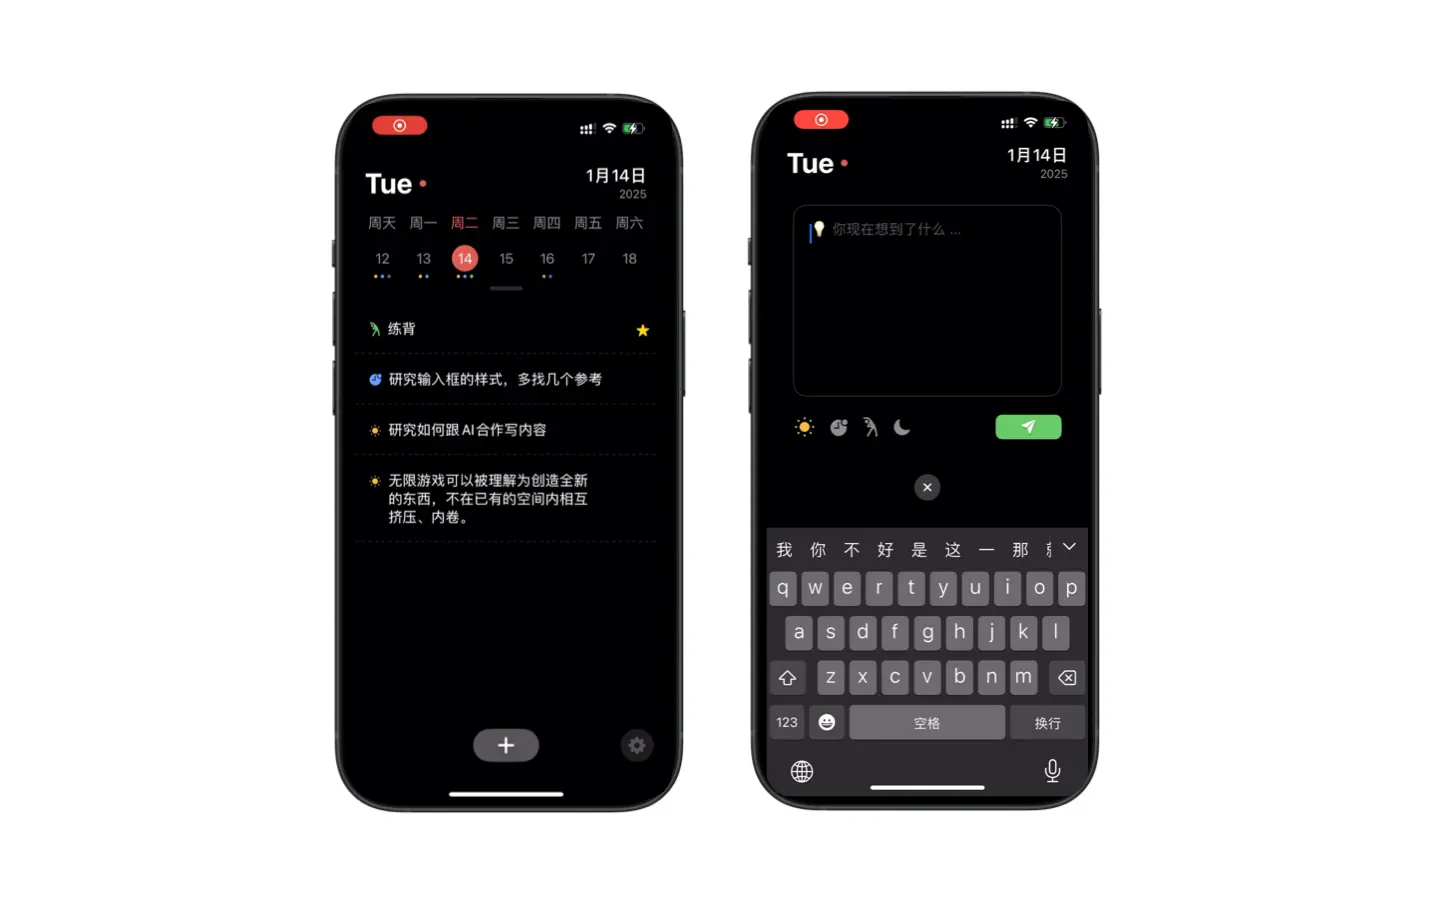 Tue
1月14日
2025
周天 周一 周二 周三 周四 周五 周六
12 13 14 15 16 17 18
练背
研究输入框的样式，多找几个参考
研究如何跟AI合作写内容
无限游戏可以被理解为创造全新
的东西，不在已有的空间内相互
挤压、内卷。
Tue
1月14日
2025
你现在想到了什么 ...
我 你 不 好 是 这 一 那
q w e r t y u i o p
a s d f g h j k l
z x c v b n m
123 空格 换行